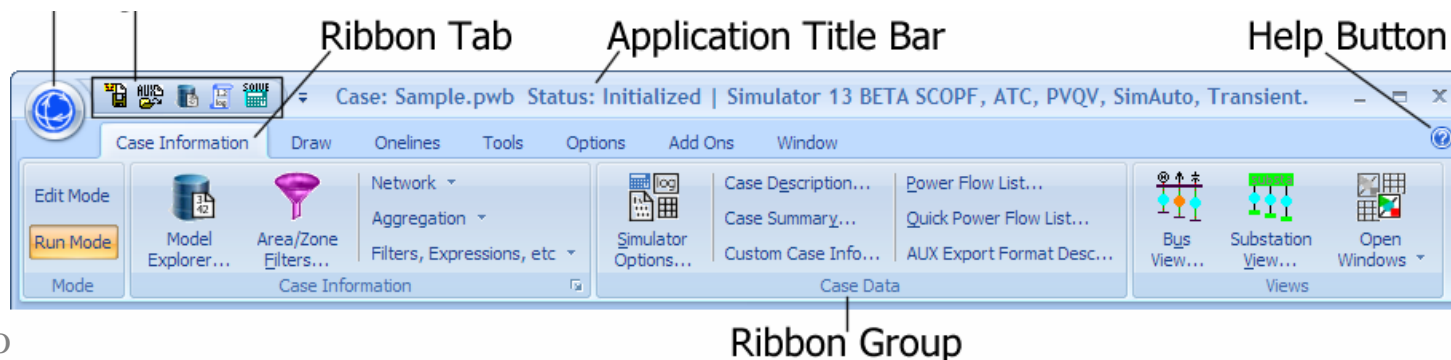 Ribbon Tab
Application Title Bar
Help Button
AUX
SOLVE
Case: Sample.pwb Status: Initialized | Simulator 13 BETA SCOPF, ATC, PVQV, SimAuto, Transient.
Case Information
Draw
Onelines
Tools
Options
Add Ons
Window
Edit Mode
Run Mode
Mode
Model Explorer...
Area/Zone Filters...
Network
Aggregation
Filters, Expressions, etc
Case Information
log
Simulator Options...
Case Description...
Case Summary...
Custom Case Info...
Power Flow List...
Quick Power Flow List...
AUX Export Format Desc...
Case Data
Bus View...
substa
Substation View...
Open Windows
Views
Ribbon Group